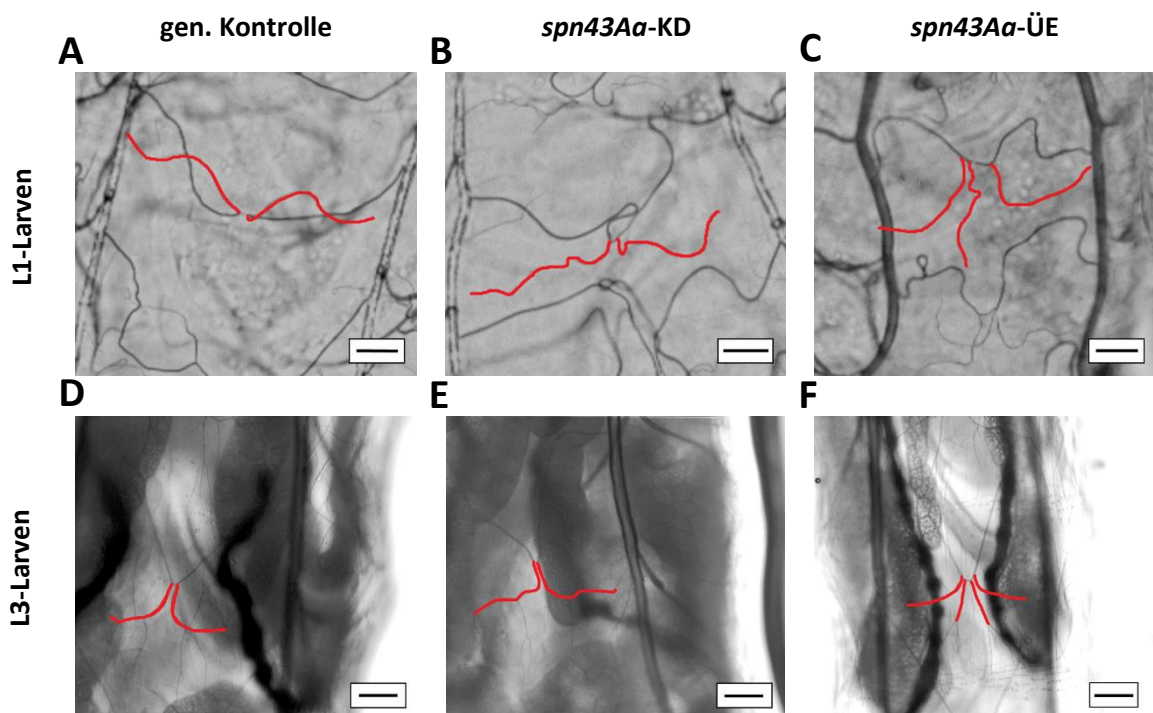 gen. Kontrolle
spn43Aa-KD
spn43Aa-ÜE
A
B
C
L1-Larven
D
E
F
L3-Larven